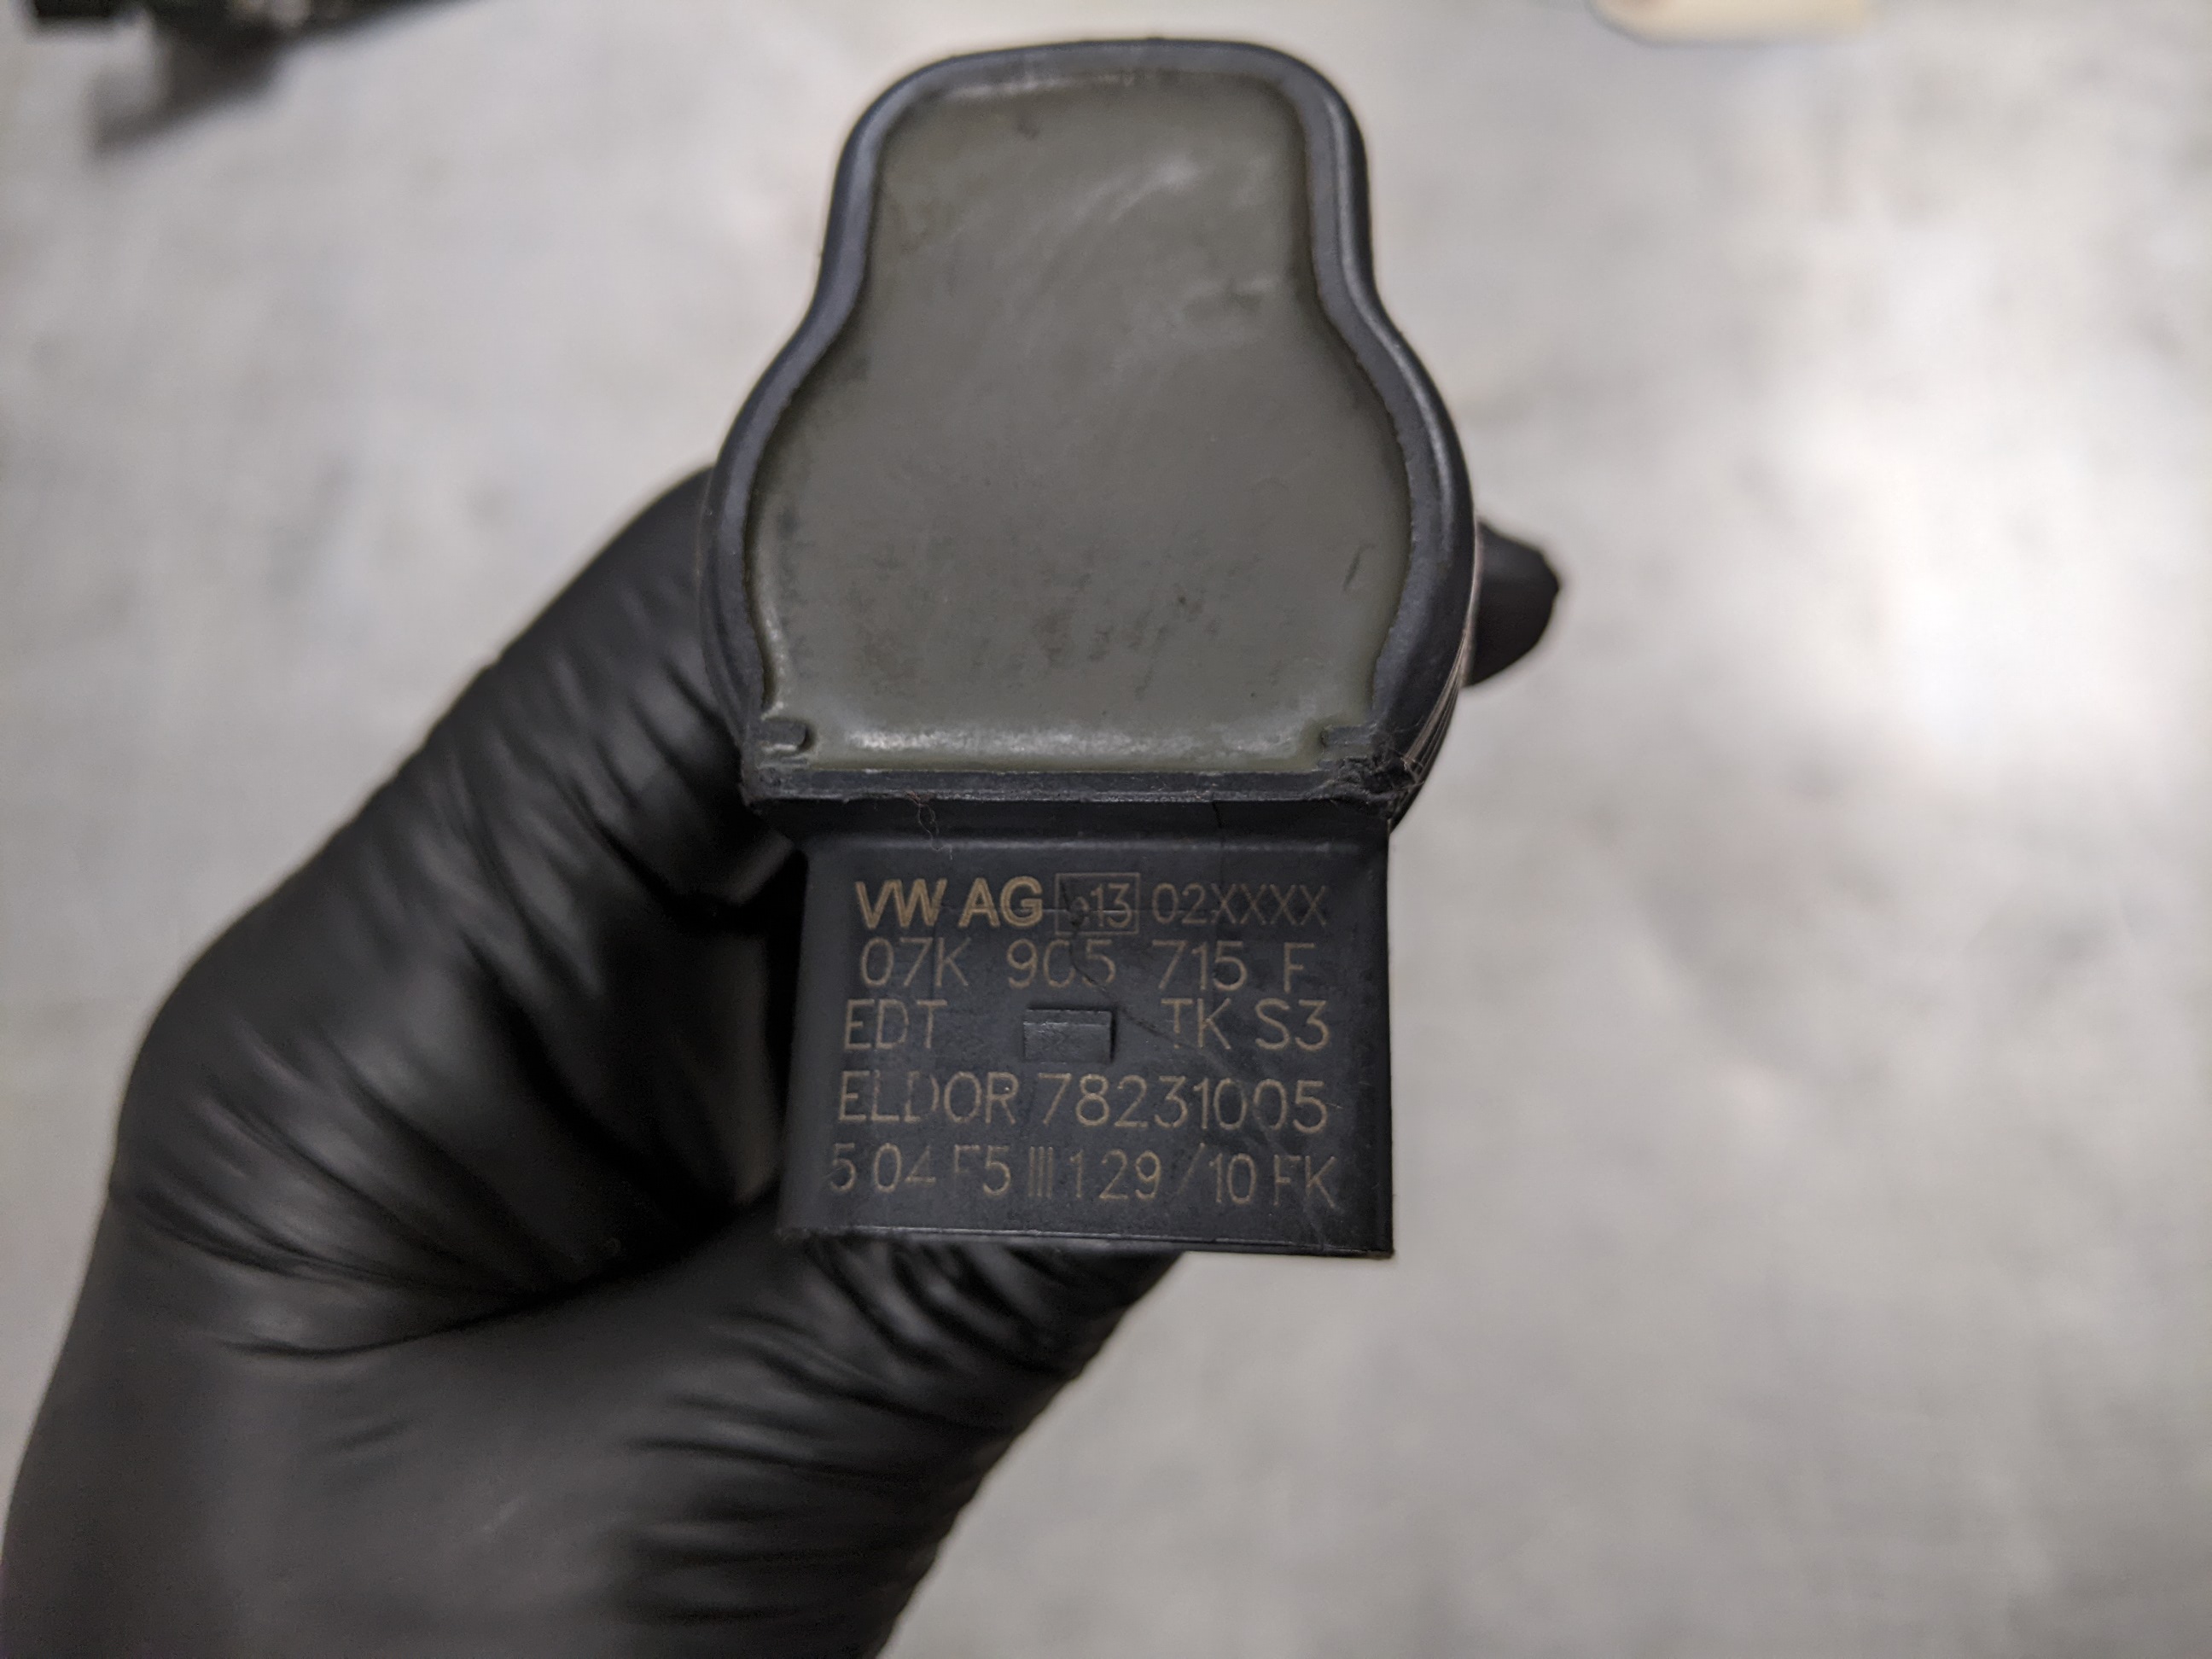 VW AG e13 02XXXX
07K 905 715 F
EDT TK S3
ELDOR 78231005
5 04 F5 III 1 29 /10 FK